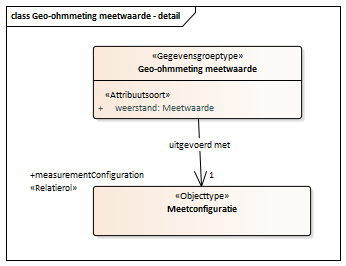 class Geo-ohmmeting meetwaarde - detail
«Gegevensgroeptype»
Geo-ohmmeting meetwaarde
«Attribuutsoort»
+ weerstand: Meetwaarde
uitgevoerd met
+measurementConfiguration
1
«Relatierol»
«Objecttype»
Meetconfiguratie